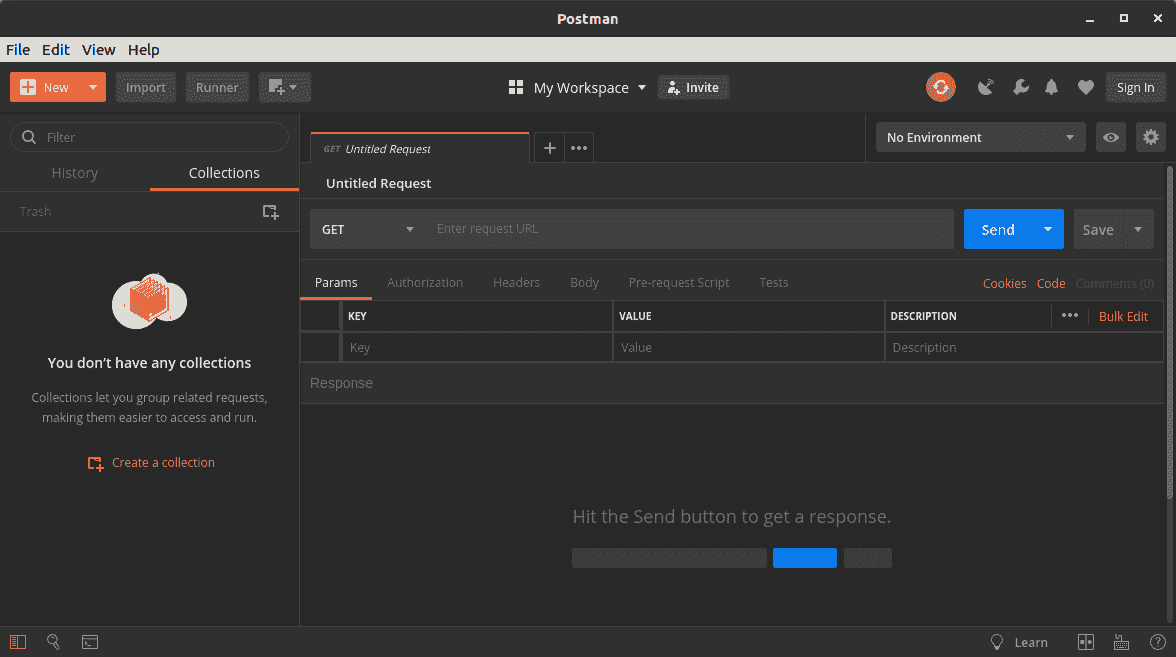 Postman
File Edit View Help
New Import Runner My Workspace Invite Sign In
Filter
GET Untitled Request
No Environment
History Collections
Untitled Request
Trash
GET Enter request URL Send Save
Params Authorization Headers Body Pre-request Script Tests Cookies Code Comments (0)
KEY VALUE DESCRIPTION Bulk Edit
Key Value Description
Response
You don’t have any collections
Collections let you group related requests,
making them easier to access and run.
Create a collection
Hit the Send button to get a response.
Learn